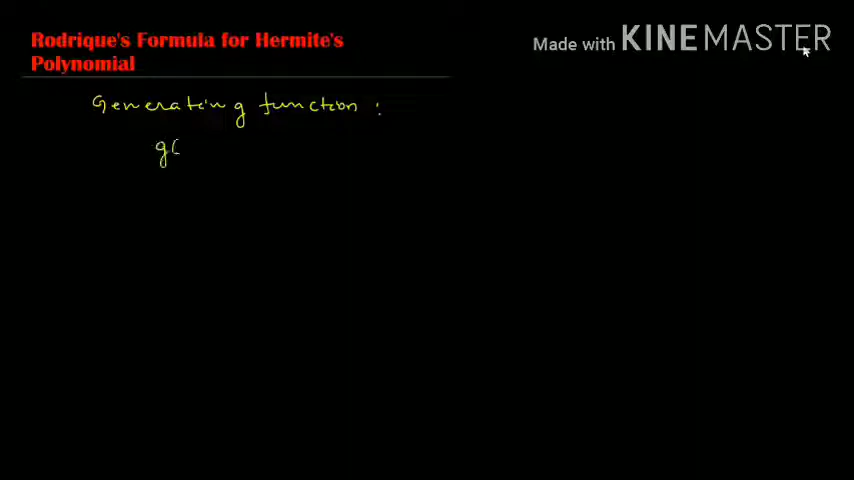 Rodrique's Formula for Hermite's
Polynomial
Made with KINEMASTER
Generating function :
g(